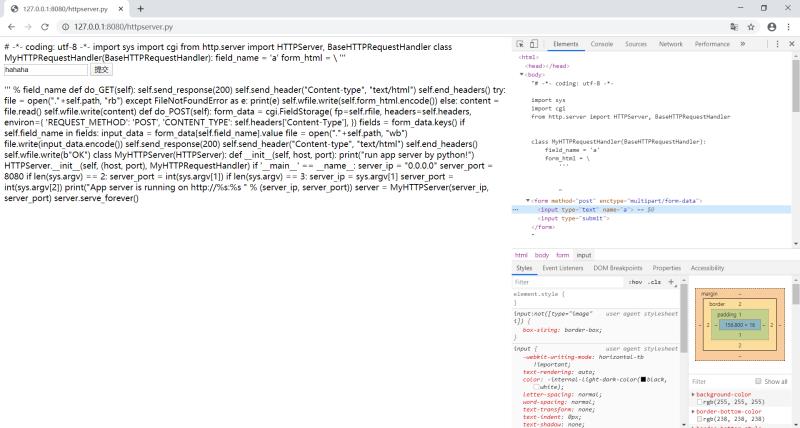 127.0.0.1:8080/httpserver.py
127.0.0.1:8080/httpserver.py
# -*- coding: utf-8 -*- import sys import cgi from http.server import HTTPServer, BaseHTTPRequestHandler class
MyHTTPRequestHandler(BaseHTTPRequestHandler): field_name = 'a' form_html = \ '''
hahaha 提交
''' % field_name def do_GET(self): self.send_response(200) self.send_header("Content-type", "text/html") self.end_headers() try:
file = open("."+self.path, "rb") except FileNotFoundError as e: print(e) self.wfile.write(self.form_html.encode()) else: content =
file.read() self.wfile.write(content) def do_POST(self): form_data = cgi.FieldStorage( fp=self.rfile, headers=self.headers,
environ={ 'REQUEST_METHOD': 'POST', 'CONTENT_TYPE': self.headers['Content-Type'], }) fields = form_data.keys() if
self.field_name in fields: input_data = form_data[self.field_name].value file = open("."+self.path, "wb")
file.write(input_data.encode()) self.send_response(200) self.send_header("Content-type", "text/html") self.end_headers()
self.wfile.write(b"OK") class MyHTTPServer(HTTPServer): def __init__(self, host, port): print("run app server by python!")
HTTPServer.__init__(self, (host, port), MyHTTPRequestHandler) if '__main__' == __name__: server_ip = "0.0.0.0" server_port =
8080 if len(sys.argv) == 2: server_port = int(sys.argv[1]) if len(sys.argv) == 3: server_ip = sys.argv[1] server_port =
int(sys.argv[2]) print("App server is running on http://%s:%s " % (server_ip, server_port)) server = MyHTTPServer(server_ip,
server_port) server.serve_forever()
Elements Console Sources Network Performance »
<html>
<head></head>
<body>
"# -*- coding: utf-8 -*-
import sys
import cgi
from http.server import HTTPServer, BaseHTTPRequestHandler
class MyHTTPRequestHandler(BaseHTTPRequestHandler):
field_name = 'a'
form_html = \
'''
"
<form method="post" enctype="multipart/form-data">
<input type="text" name="a"> == $0
<input type="submit">
</form>
"
html body form input
Styles Event Listeners DOM Breakpoints Properties Accessibility
Filter :hov .cls +
element.style {
}
input:not([type="image" user agent stylesheet
i]) {
box-sizing: border-box;
}
input { user agent stylesheet
-webkit-writing-mode: horizontal-tb
!important;
text-rendering: auto;
color: -internal-light-dark-color(black,
white);
letter-spacing: normal;
word-spacing: normal;
text-transform: none;
text-indent: 0px;
text-shadow: none;
margin -
border 2
padding 1
- 2 - 156.800 × 16 - 2 -
1
2
-
Filter Show all
background-color
rgb(255, 255, 255)
border-bottom-color
rgb(238, 238, 238)